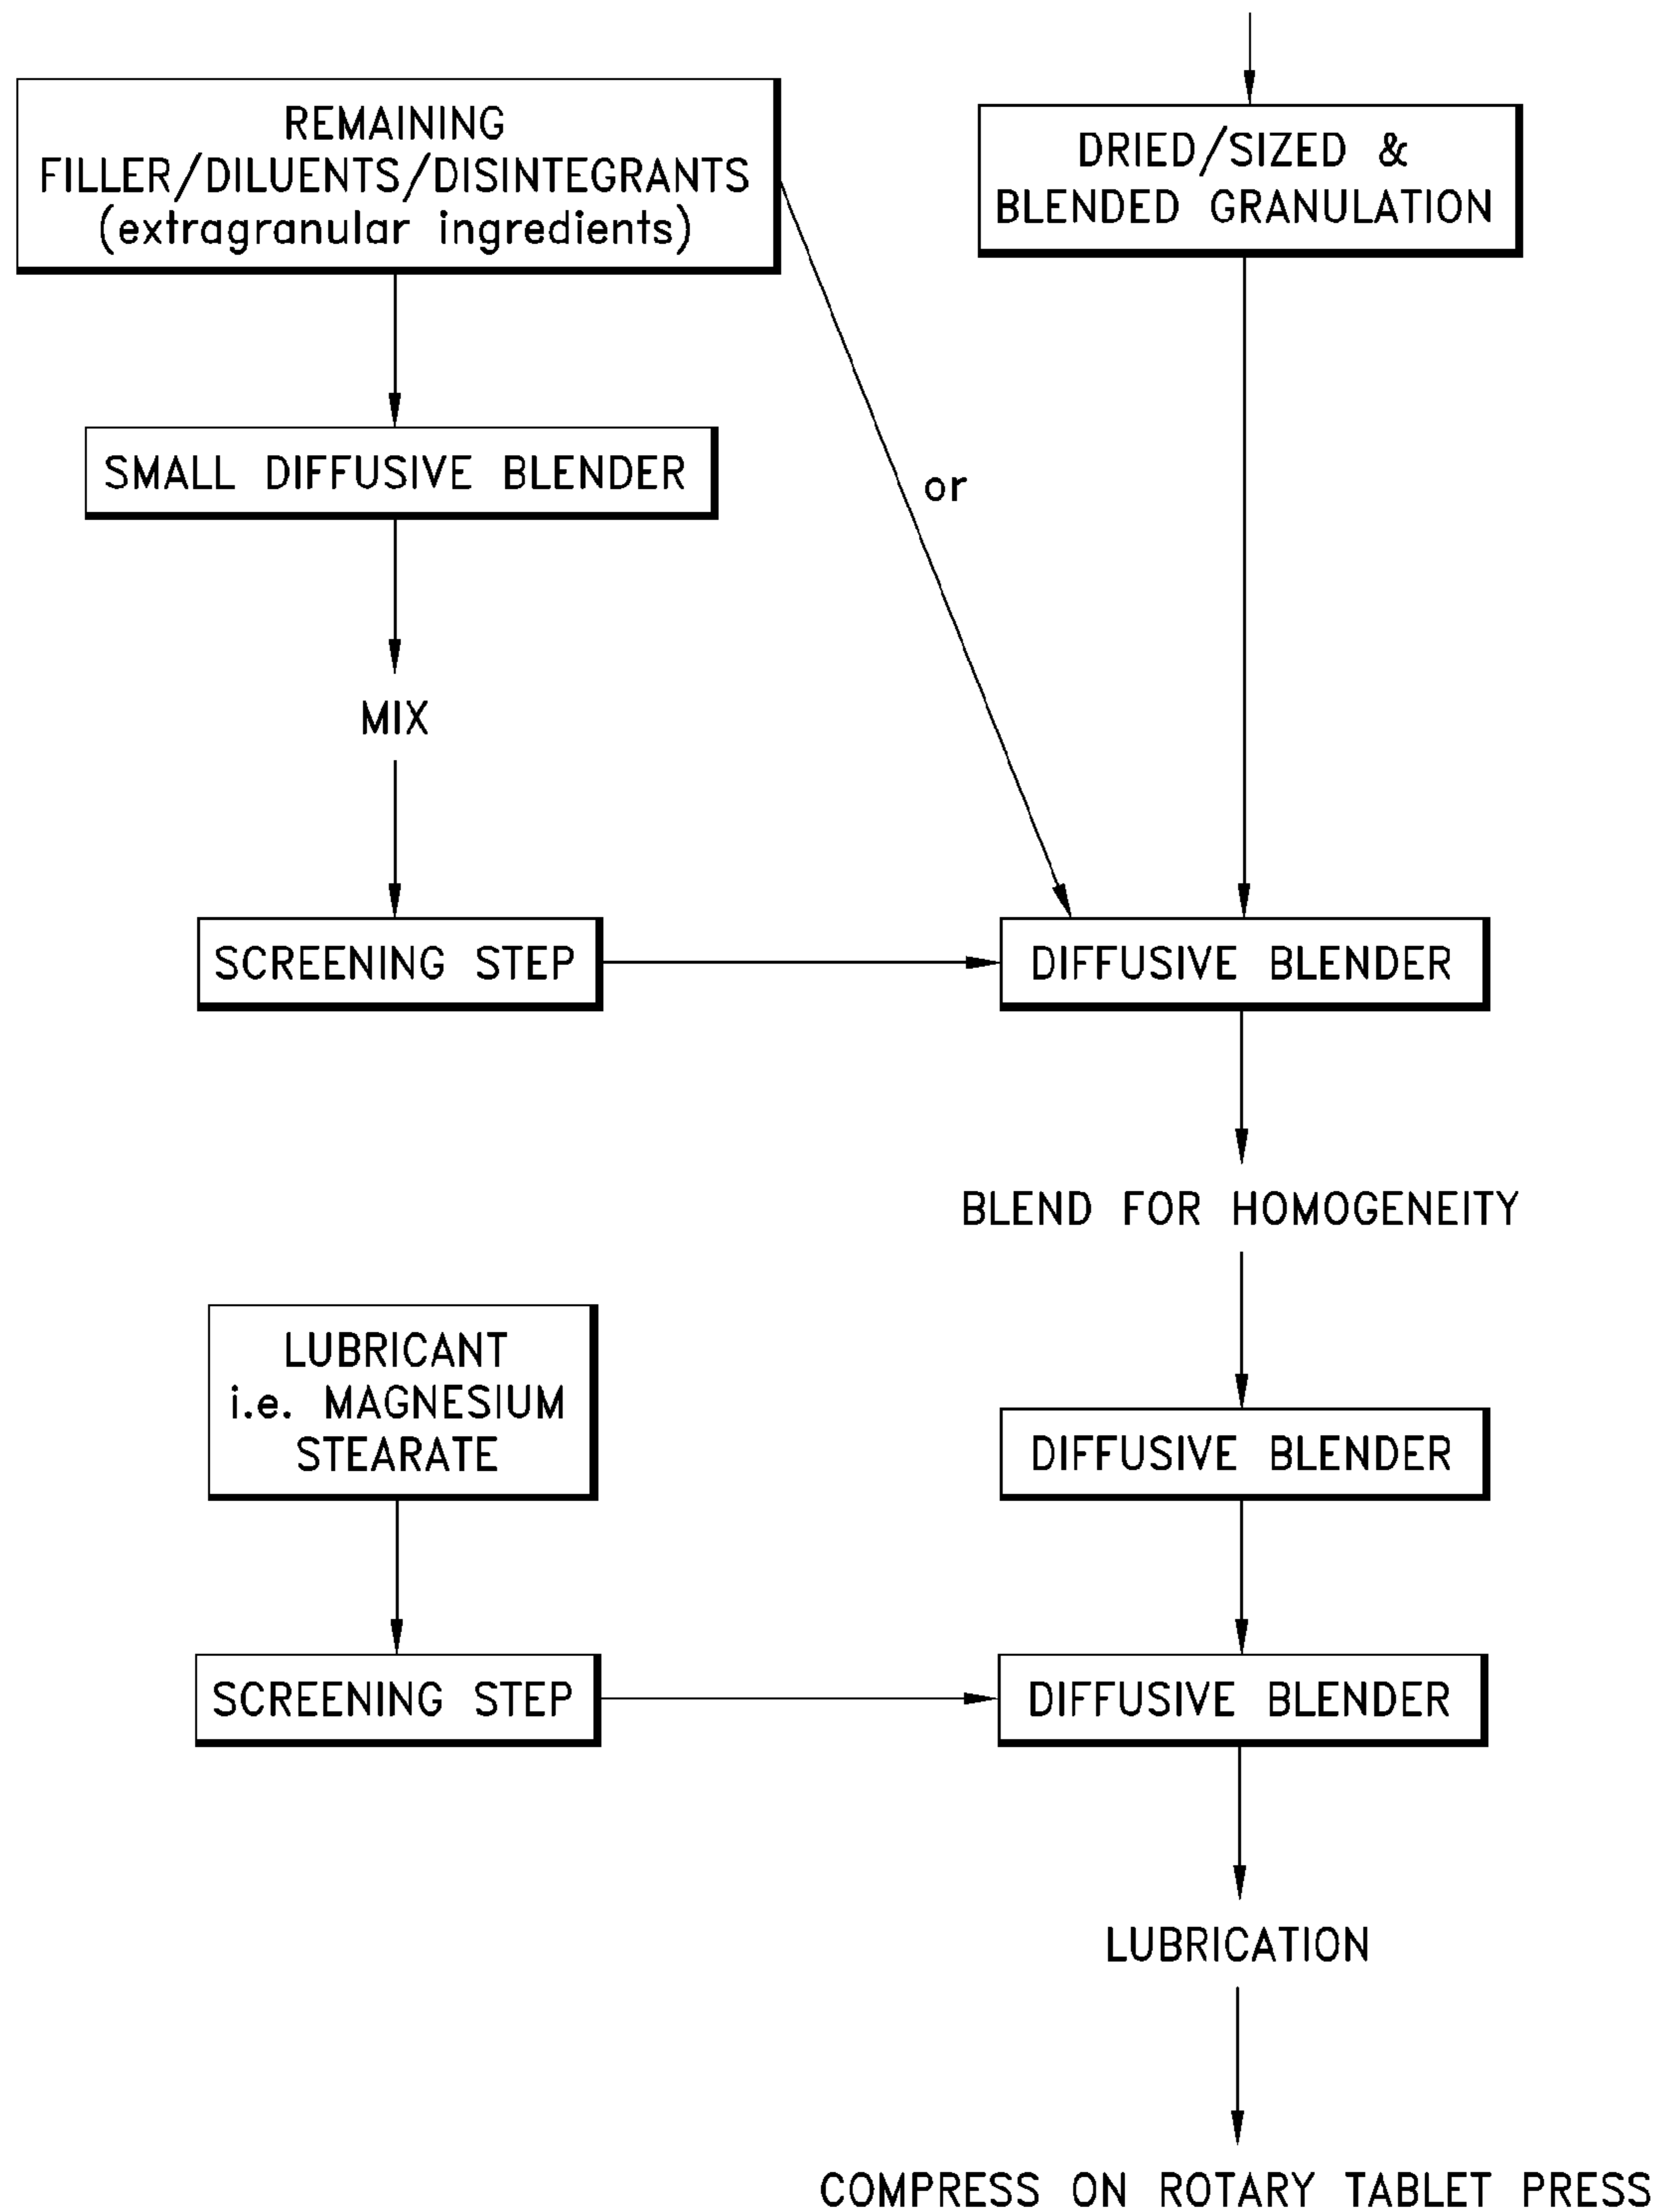 REMAINING
FILLER/DILUENTS/DISINTEGRANTS
(extragranular ingredients)
DRIED/SIZED &
BLENDED GRANULATION
SMALL DIFFUSIVE BLENDER
or
MIX
SCREENING STEP
DIFFUSIVE BLENDER
BLEND FOR HOMOGENEITY
LUBRICANT
i.e. MAGNESIUM
STEARATE
DIFFUSIVE BLENDER
SCREENING STEP
DIFFUSIVE BLENDER
LUBRICATION
COMPRESS ON ROTARY TABLET PRESS